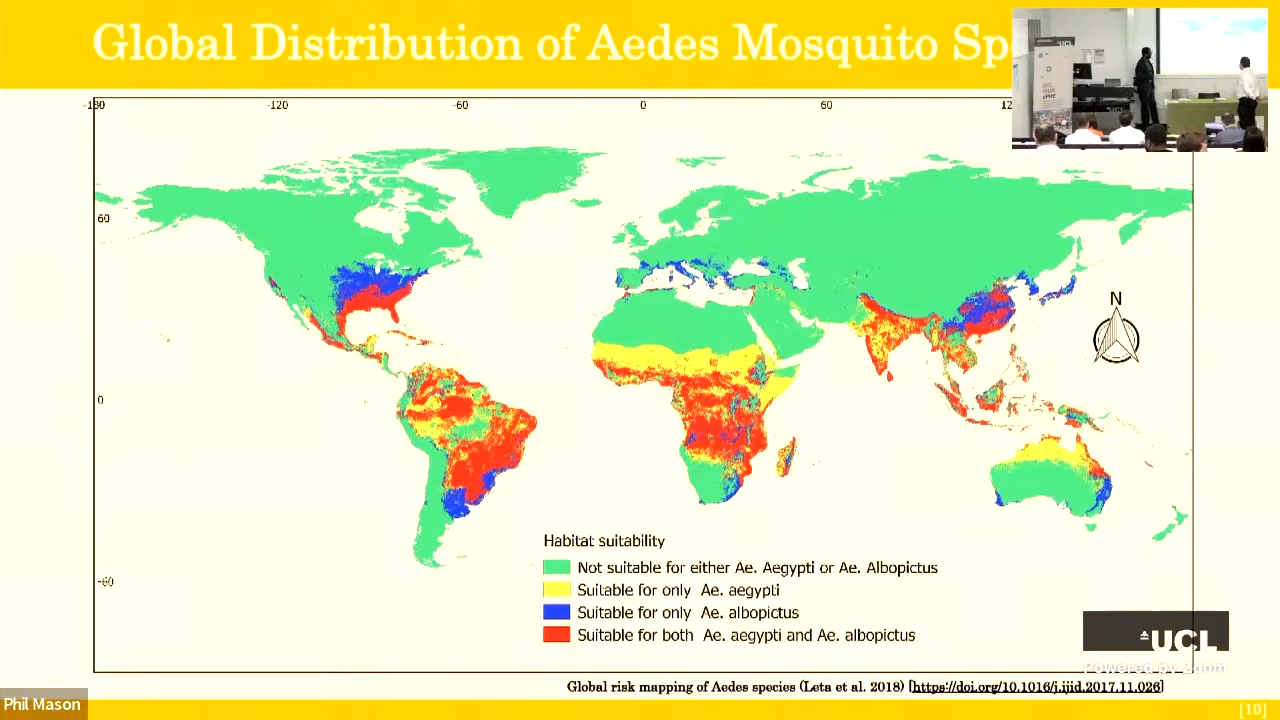 Global Distribution of Aedes Mosquito
UCL
-180 -120 -60 0 60
60
N
0
-60
Habitat suitability
Not suitable for either Ae. Aegypti or Ae. Albopictus
Suitable for only Ae. aegypti
Suitable for only Ae. albopictus
Suitable for both Ae. aegypti and Ae. albopictus
UCL
Powered by Zoom
Global risk mapping of Aedes species (Leta et al. 2018) [https://doi.org/10.1016/j.ijid.2017.11.026]
Phil Mason
[10]